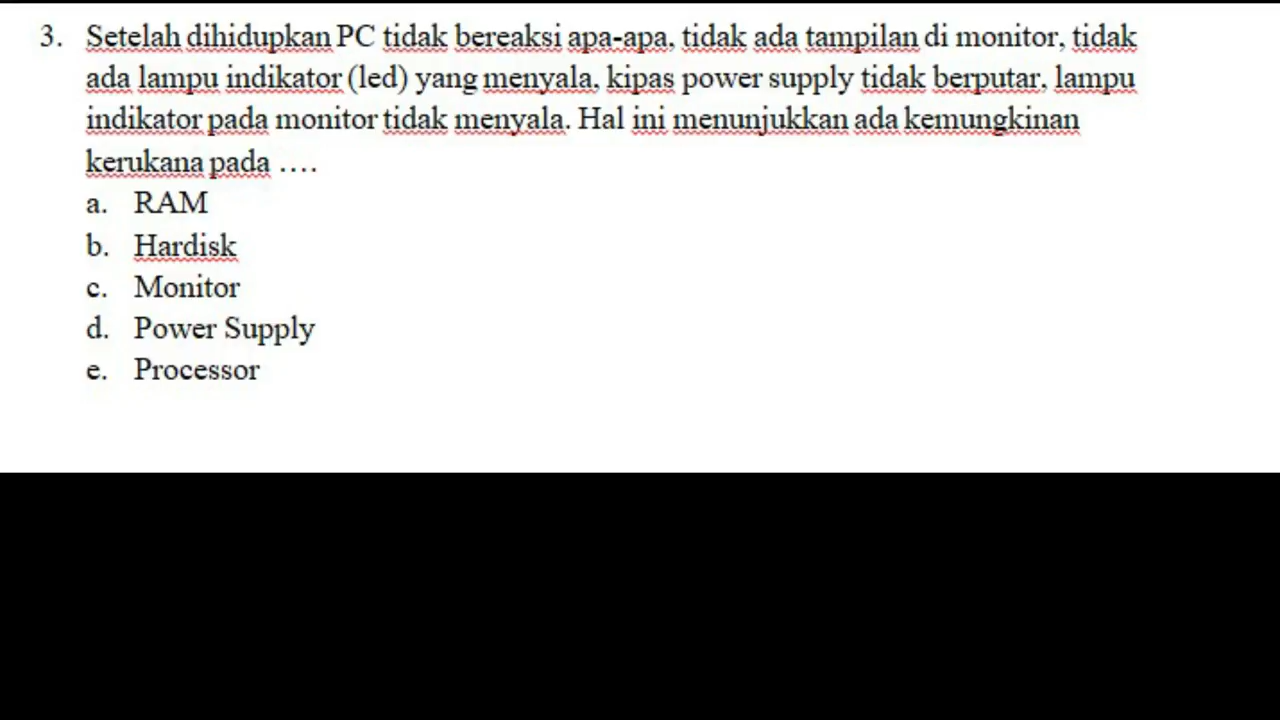 3. Setelah dihidupkan PC tidak bereaksi apa-apa, tidak ada tampilan di monitor, tidak
ada lampu indikator (led) yang menyala, kipas power supply tidak berputar, lampu
indikator pada monitor tidak menyala. Hal ini menunjukkan ada kemungkinan
kerukana pada ....
a. RAM
b. Hardisk
c. Monitor
d. Power Supply
e. Processor